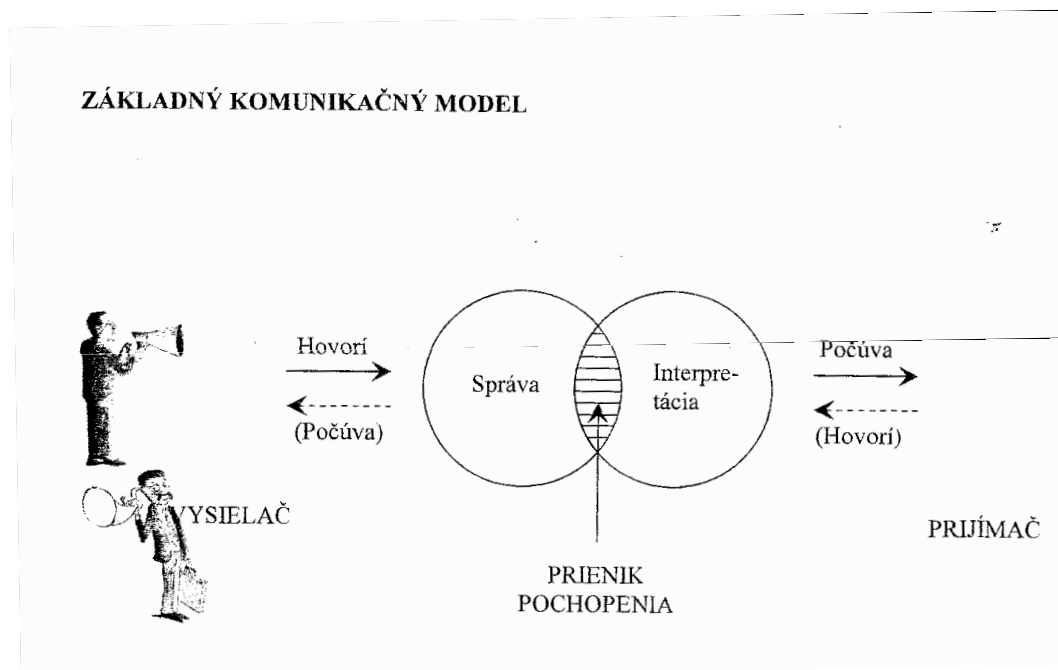 ZÁKLADNÝ KOMUNIKAČNÝ MODEL
Hovorí
(Počúva)
Správa
Interpre-
tácia
Počúva
(Hovorí)
VYSIELAČ
PRIJÍMAČ
PRIENIK
POCHOPENIA